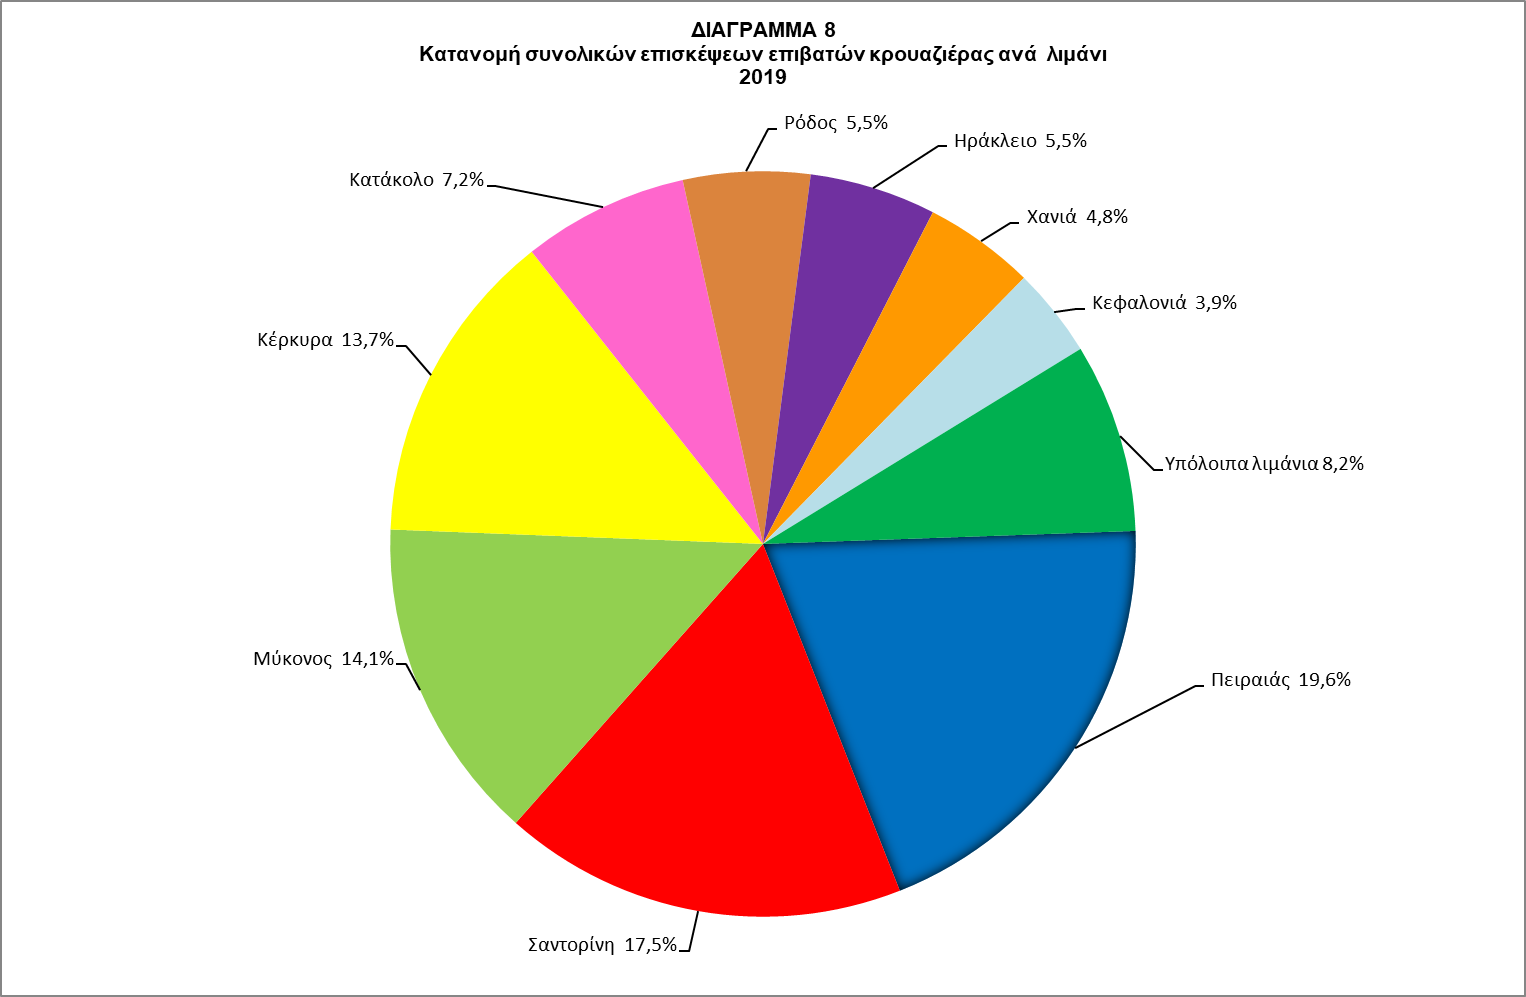 ΔΙΑΓΡΑΜΜΑ 8
Κατανομή συνολικών επισκέψεων επιβατών κρουαζιέρας ανά λιμάνι
2019
Ρόδος 5,5%
Ηράκλειο 5,5%
Κατάκολο 7,2%
Χανιά 4,8%
Κεφαλονιά 3,9%
Κέρκυρα 13,7%
Υπόλοιπα λιμάνια 8,2%
Μύκονος 14,1%
Πειραιάς 19,6%
Σαντορίνη 17,5%